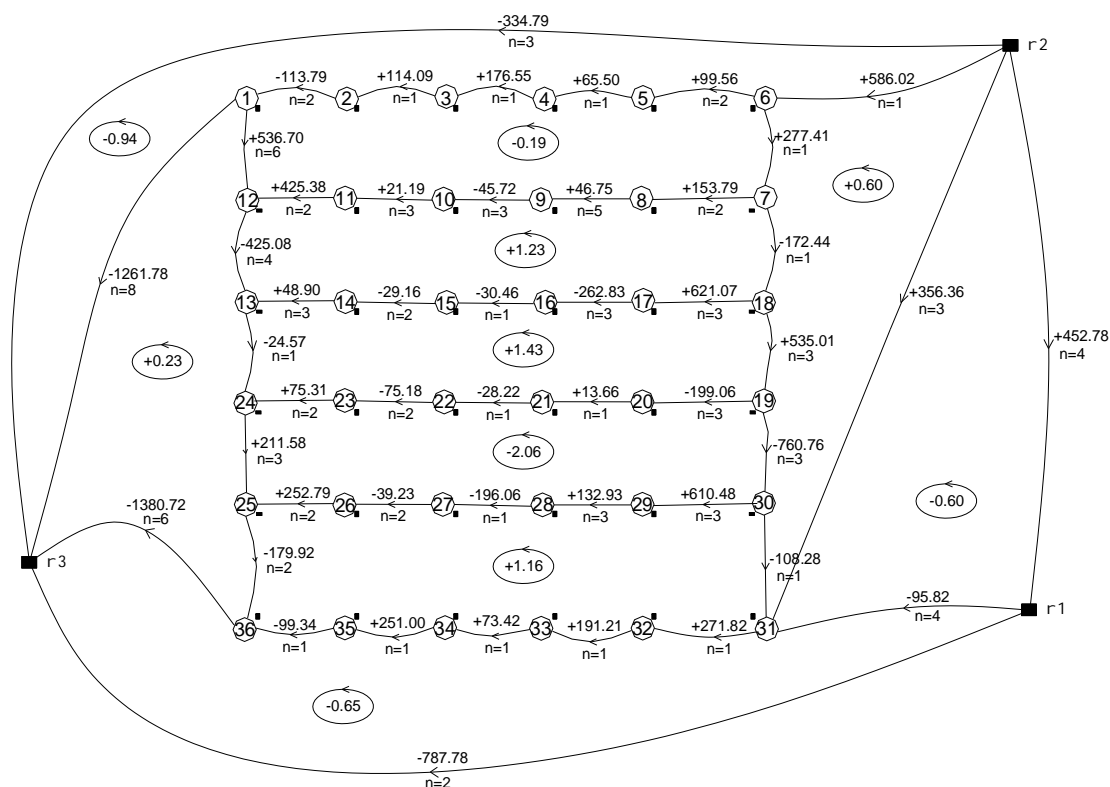 -334.79
n=3
r2
-113.79
n=2
+114.09
n=1
+176.55
n=1
+65.50
n=1
+99.56
n=2
+586.02
n=1
1
2
3
4
5
6
-0.94
+536.70
n=6
-0.19
+277.41
n=1
+0.60
12
+425.38
n=2
11
+21.19
n=3
10
-45.72
n=3
9
+46.75
n=5
8
+153.79
n=2
7
-425.08
n=4
+1.23
-172.44
n=1
-1261.78
n=8
13
+48.90
n=3
14
-29.16
n=2
15
-30.46
n=1
16
-262.83
n=3
17
+621.07
n=3
18
+356.36
n=3
+452.78
n=4
+0.23
-24.57
n=1
+1.43
+535.01
n=3
24
+75.31
n=2
23
-75.18
n=2
22
-28.22
n=1
21
+13.66
n=1
20
-199.06
n=3
19
+211.58
n=3
-2.06
-760.76
n=3
-1380.72
n=6
25
+252.79
n=2
26
-39.23
n=2
27
-196.06
n=1
28
+132.93
n=3
29
+610.48
n=3
30
-0.60
r3
-179.92
n=2
+1.16
-108.28
n=1
36
-99.34
n=1
35
+251.00
n=1
34
+73.42
n=1
33
+191.21
n=1
32
+271.82
n=1
31
-95.82
n=4
r1
-0.65
-787.78
n=2